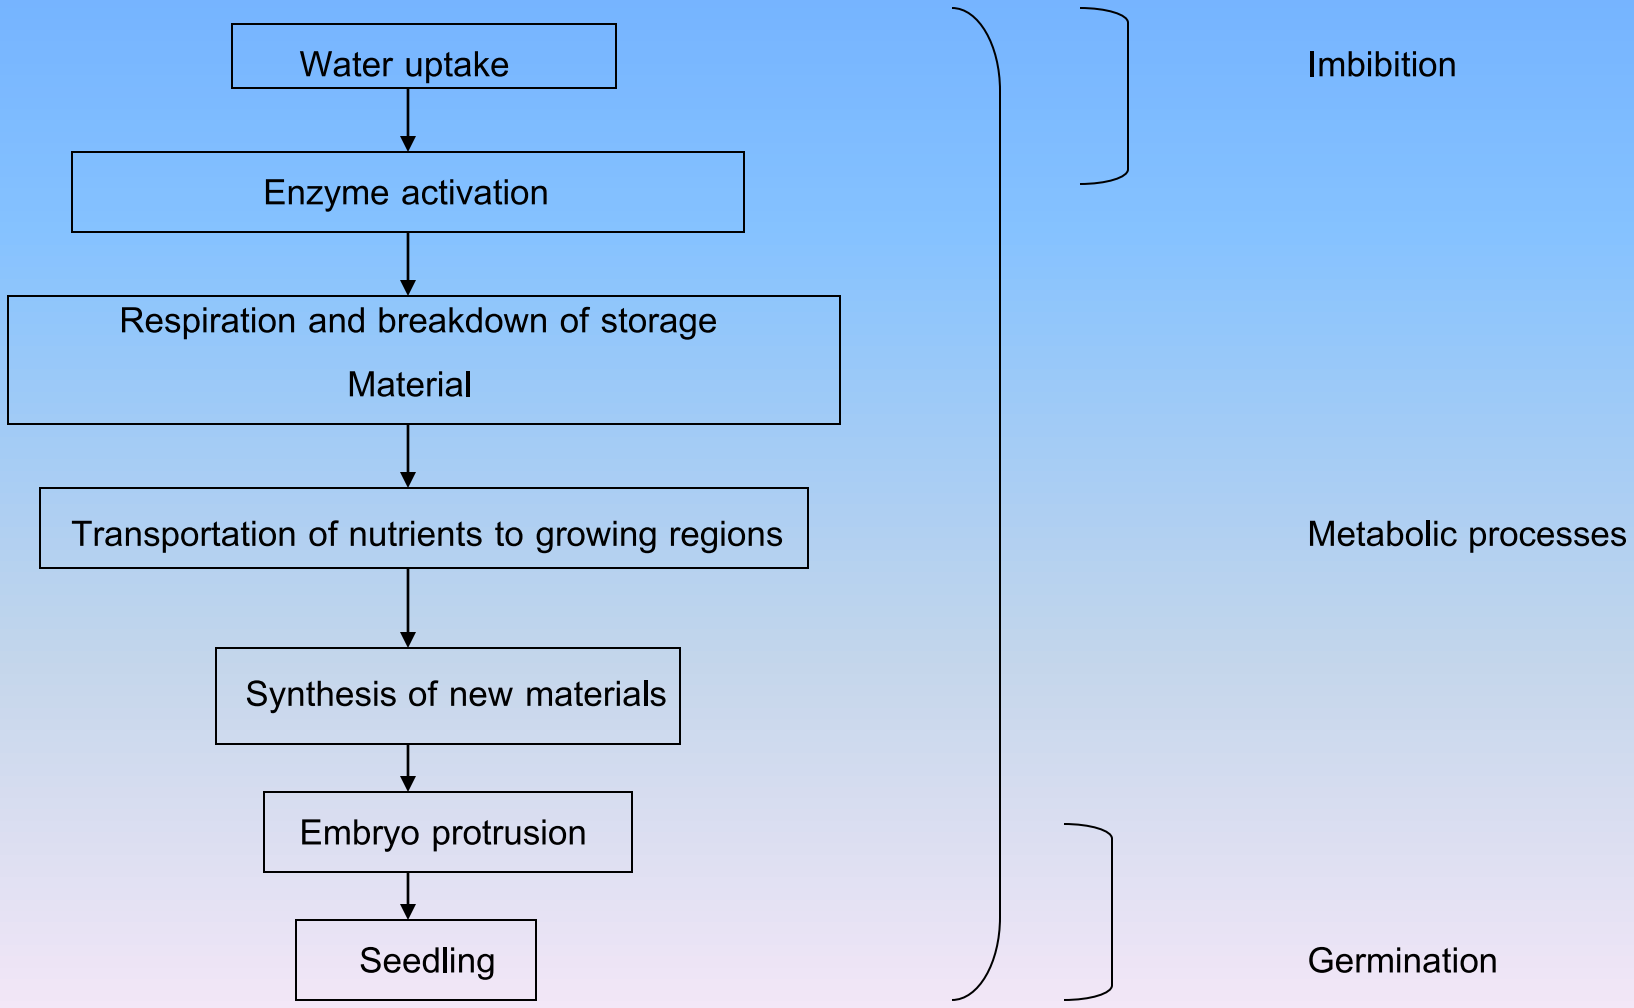 Water uptake
Imbibition
Enzyme activation
Respiration and breakdown of storage
Material
Transportation of nutrients to growing regions
Metabolic processes
Synthesis of new materials
Embryo protrusion
Seedling
Germination